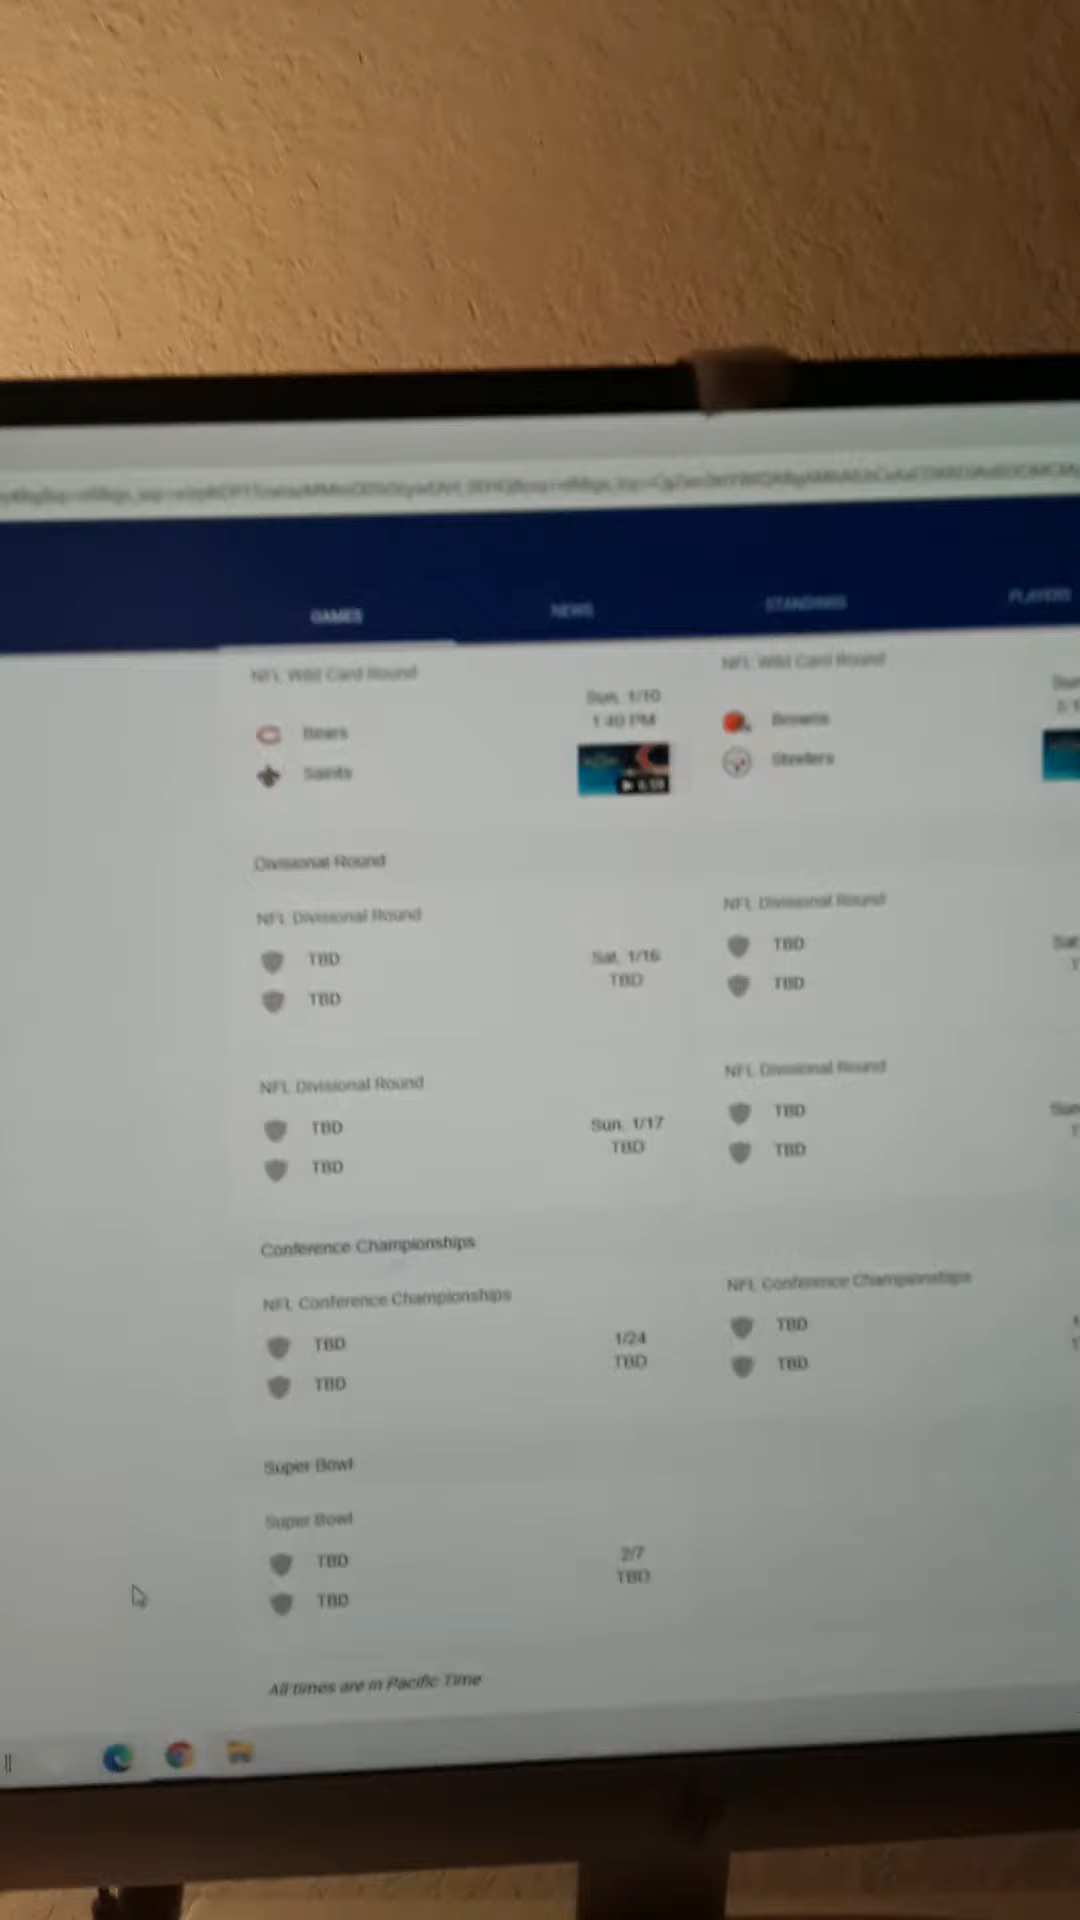 GAMES
NEWS
STANDINGS
PLAYERS
NFL Wild Card Round
Bears
Saints
Sun, 1/10
1:40 PM
NFL Wild Card Round
Browns
Steelers
Divisional Round
NFL Divisional Round
TBD
TBD
Sat, 1/16
TBD
NFL Divisional Round
TBD
TBD
Sat
NFL Divisional Round
TBD
TBD
Sun, 1/17
TBD
NFL Divisional Round
TBD
TBD
Sun
Conference Championships
NFL Conference Championships
TBD
TBD
1/24
TBD
NFL Conference Championships
TBD
TBD
Super Bowl
Super Bowl
TBD
TBD
2/7
TBD
All times are in Pacific Time